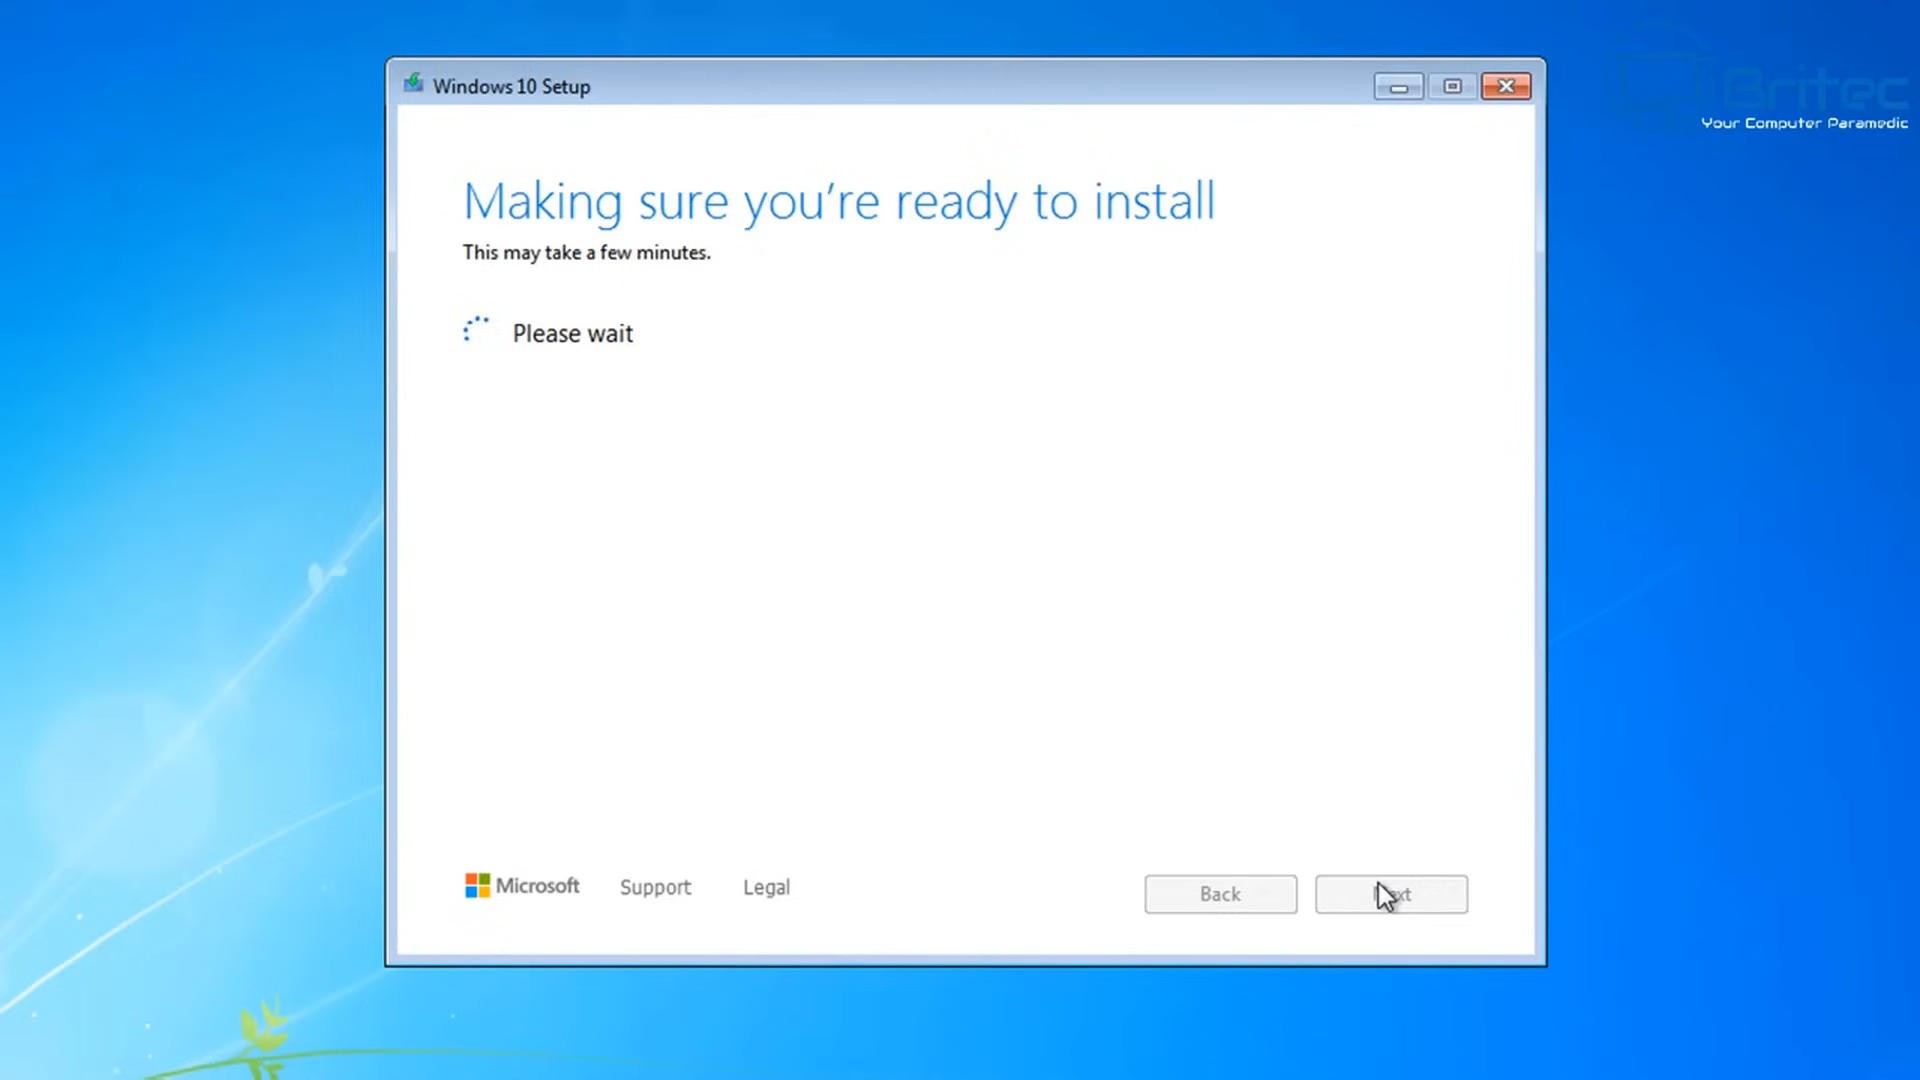 Windows 10 Setup
Britec
Your Computer Paramedic
Making sure you're ready to install
This may take a few minutes.
Please wait
Microsoft
Support
Legal
Back
Next